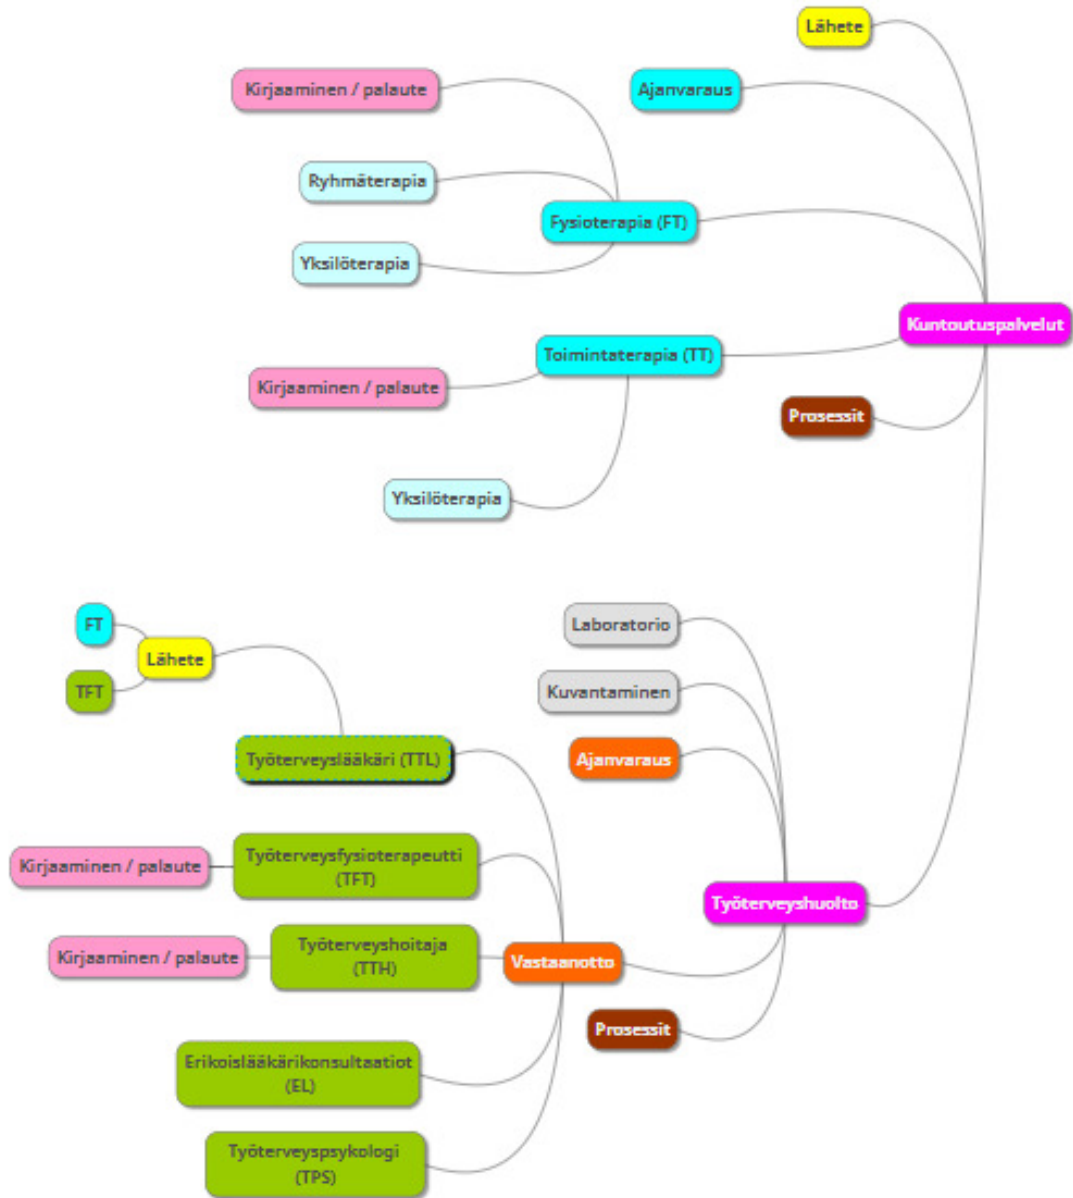 Lähete
Kirjaaminen / palaute
Ajanvaraus
Ryhmäterapia
Fysioterapia (FT)
Yksilöterapia
Kuntoutuspalvelut
Toimintaterapia (TT)
Kirjaaminen / palaute
Prosessit
Yksilöterapia
FT
Lähete
TFT
Laboratorio
Kuvantaminen
Ajanvaraus
Työterveyslääkäri (TTL)
Työterveysfysioterapeutti
(TFT)
Kirjaaminen / palaute
Työterveyshuolto
Työterveyshoitaja
(TTH)
Kirjaaminen / palaute
Vastaanotto
Prosessit
Erikoislääkärikonsultaatiot
(EL)
Työterveyspsykologi
(TPS)